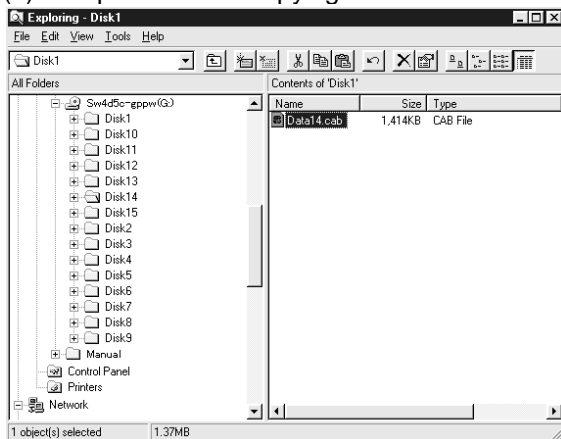 Exploring - Disk1
File Edit View Tools Help
Disk1
All Folders
Contents of 'Disk1'
Name Size Type
Data14.cab 1,414KB CAB File
Sw4d5c-gppw(G:)
Disk1
Disk10
Disk11
Disk12
Disk13
Disk14
Disk15
Disk2
Disk3
Disk4
Disk5
Disk6
Disk7
Disk8
Disk9
Manual
Control Panel
Printers
Network
1 object(s) selected 1.37MB